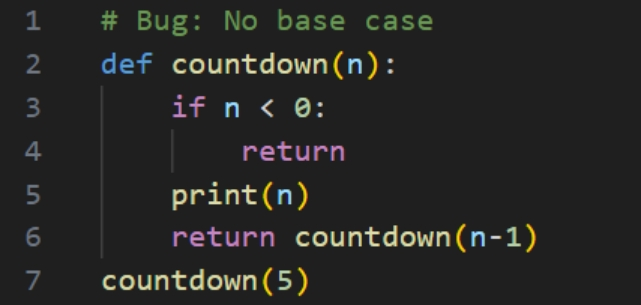 1 # Bug: No base case
2 def countdown(n):
3     if n < 0:
4         return
5     print(n)
6     return countdown(n-1)
7 countdown(5)